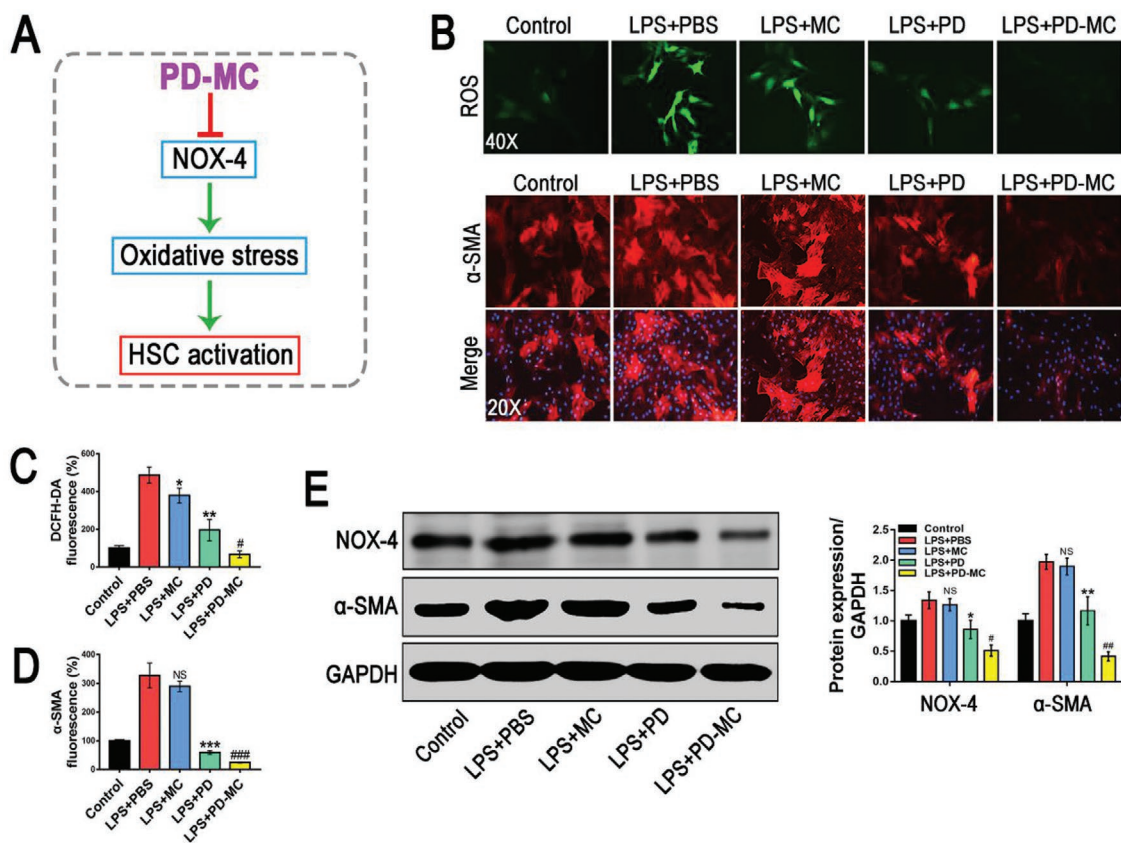 A
PD-MC
NOX-4
Oxidative stress
HSC activation
B
Control LPS+PBS LPS+MC LPS+PD LPS+PD-MC
ROS
40X
Control LPS+PBS LPS+MC LPS+PD LPS+PD-MC
α-SMA
Merge
20X
C
DCFH-DA
fluorescence (%)
600
400
200
0
*
**
#
Control LPS+PBS LPS+MC LPS+PD LPS+PD-MC
D
α-SMA
fluorescence (%)
400
300
200
100
0
NS
***
###
Control LPS+PBS LPS+MC LPS+PD LPS+PD-MC
E
NOX-4
α-SMA
GAPDH
Control LPS+PBS LPS+MC LPS+PD LPS+PD-MC
Protein expression/
GAPDH
2.5
2.0
1.5
1.0
0.5
0.0
Control
LPS+PBS
LPS+MC
LPS+PD
LPS+PD-MC
NS
*
#
NS
**
##
NOX-4 α-SMA